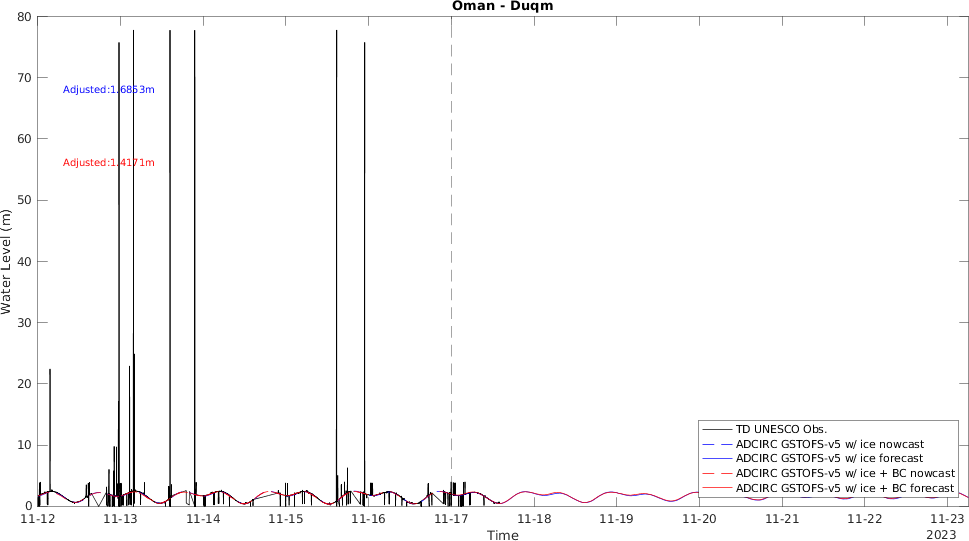 Oman - Duqm
80
70
60
50
40
30
20
10
0
Water Level (m)
Adjusted:1.6853m
Adjusted:1.4171m
TD UNESCO Obs.
ADCIRC GSTOFS-v5 w/ ice nowcast
ADCIRC GSTOFS-v5 w/ ice forecast
ADCIRC GSTOFS-v5 w/ ice + BC nowcast
ADCIRC GSTOFS-v5 w/ ice + BC forecast
11-12 11-13 11-14 11-15 11-16 11-17 11-18 11-19 11-20 11-21 11-22 11-23
Time
2023